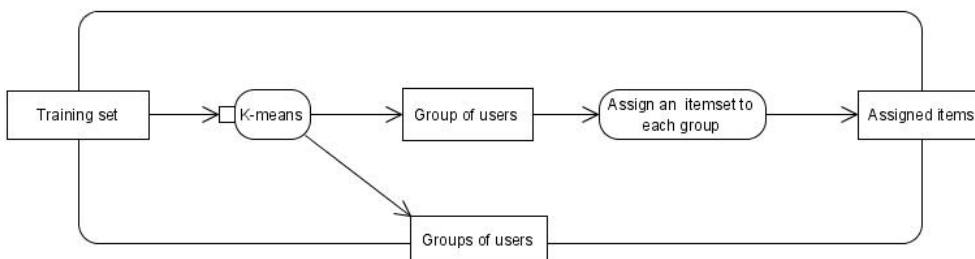 Training set
K-means
Group of users
Assign an itemset to
each group
Assigned items
Groups of users